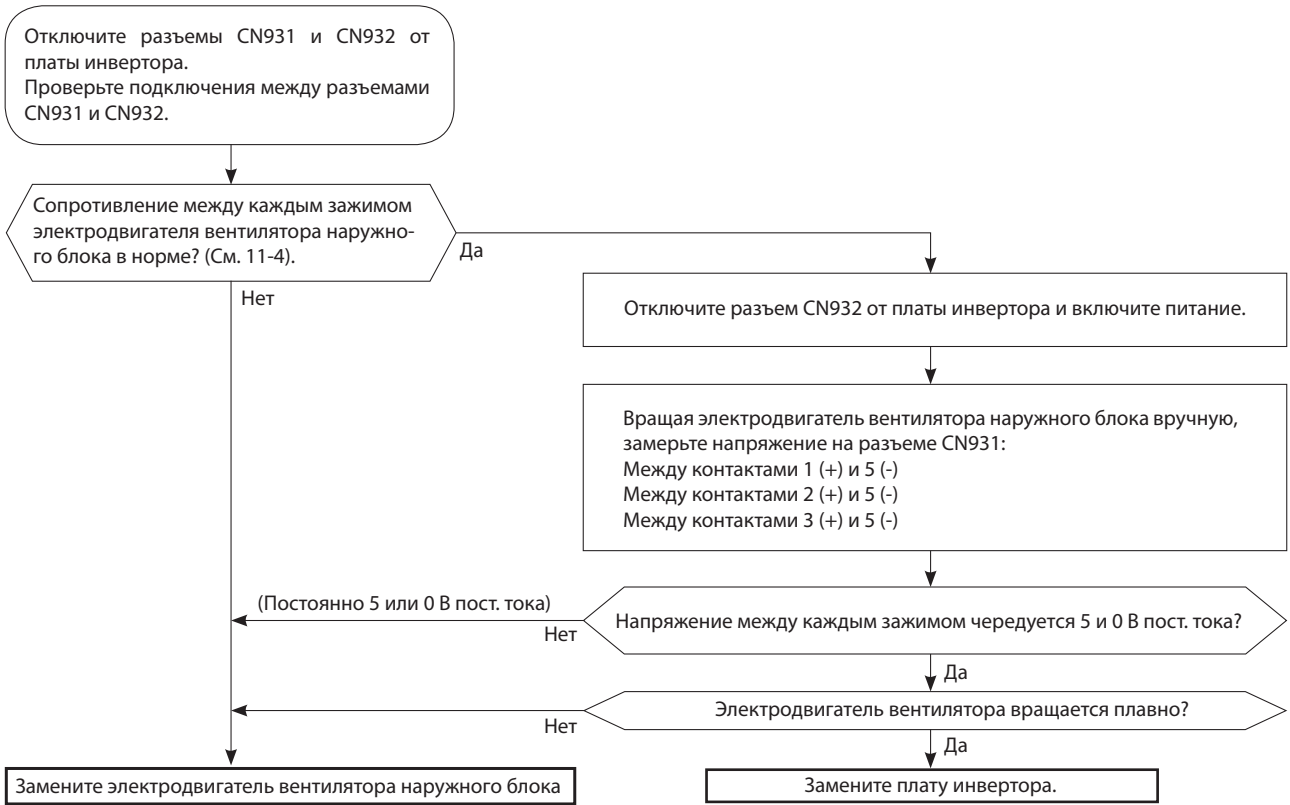 Отключите разъемы CN931 и CN932 от
платы инвертора.
Проверьте подключения между разъемами
CN931 и CN932.
Сопротивление между каждым зажимом
электродвигателя вентилятора наружно-
го блока в норме? (См. 11-4).
Да
Нет
Отключите разъем CN932 от платы инвертора и включите питание.
Вращая электродвигатель вентилятора наружного блока вручную,
замерьте напряжение на разъеме CN931:
Между контактами 1 (+) и 5 (-)
Между контактами 2 (+) и 5 (-)
Между контактами 3 (+) и 5 (-)
(Постоянно 5 или 0 В пост. тока)
Нет
Напряжение между каждым зажимом чередуется 5 и 0 В пост. тока?
Да
Нет
Электродвигатель вентилятора вращается плавно?
Да
Замените электродвигатель вентилятора наружного блока
Замените плату инвертора.